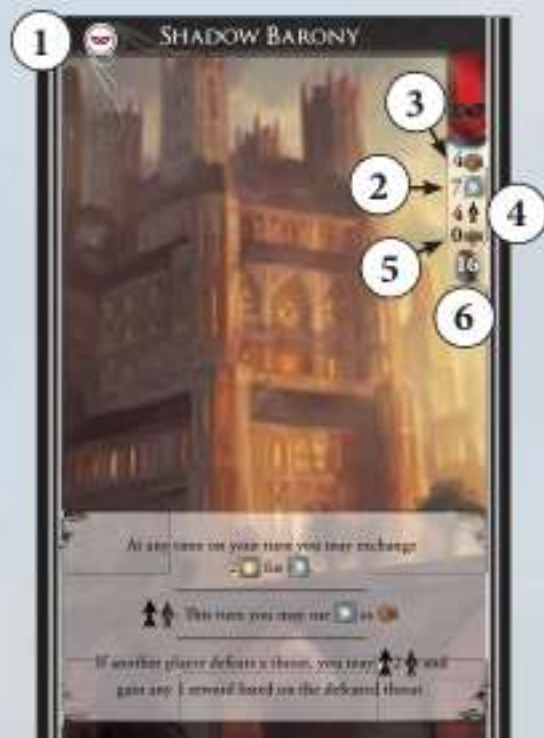 1
SHADOW BARONY
3
4
2
7
4
4
0
5
16
6
At any time on your turn you may exchange
for
This turn you may use as
If another player defeats a threat, you may 2 and
gain any 1 reward listed on the defeated threat